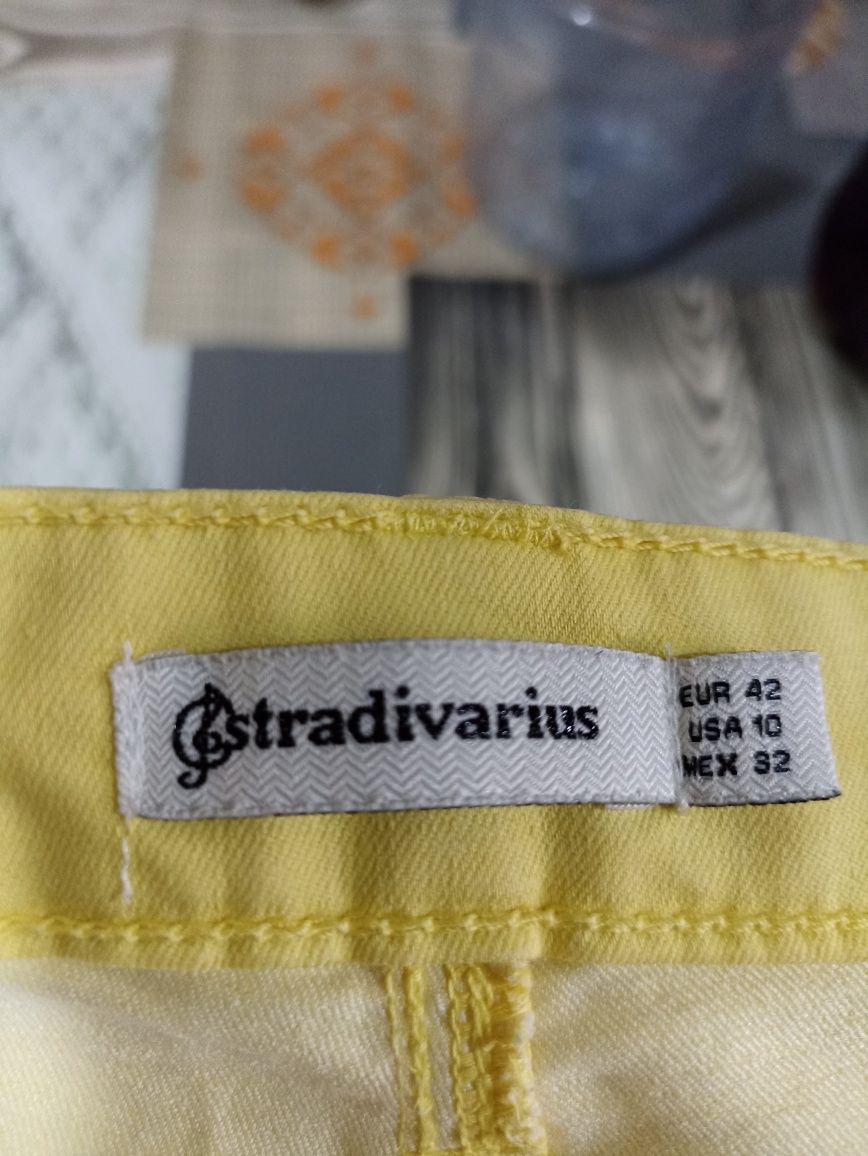 stradivarius
EUR 42
USA 10
MEX 32